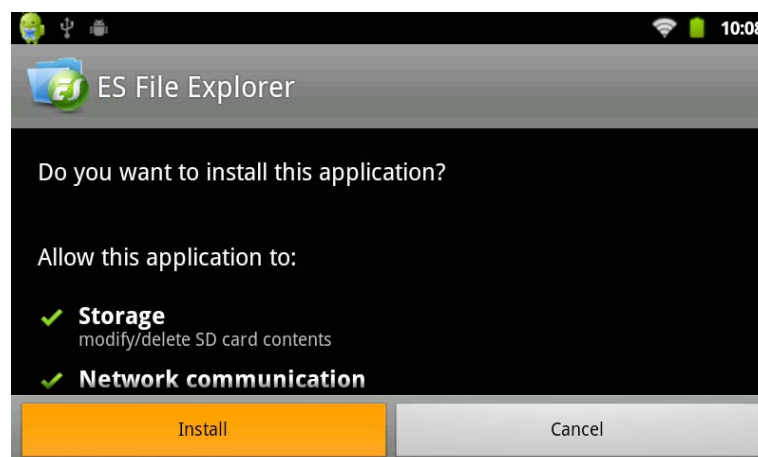 10:08
ES File Explorer
Do you want to install this application?
Allow this application to:
Storage
modify/delete SD card contents
Network communication
Install
Cancel